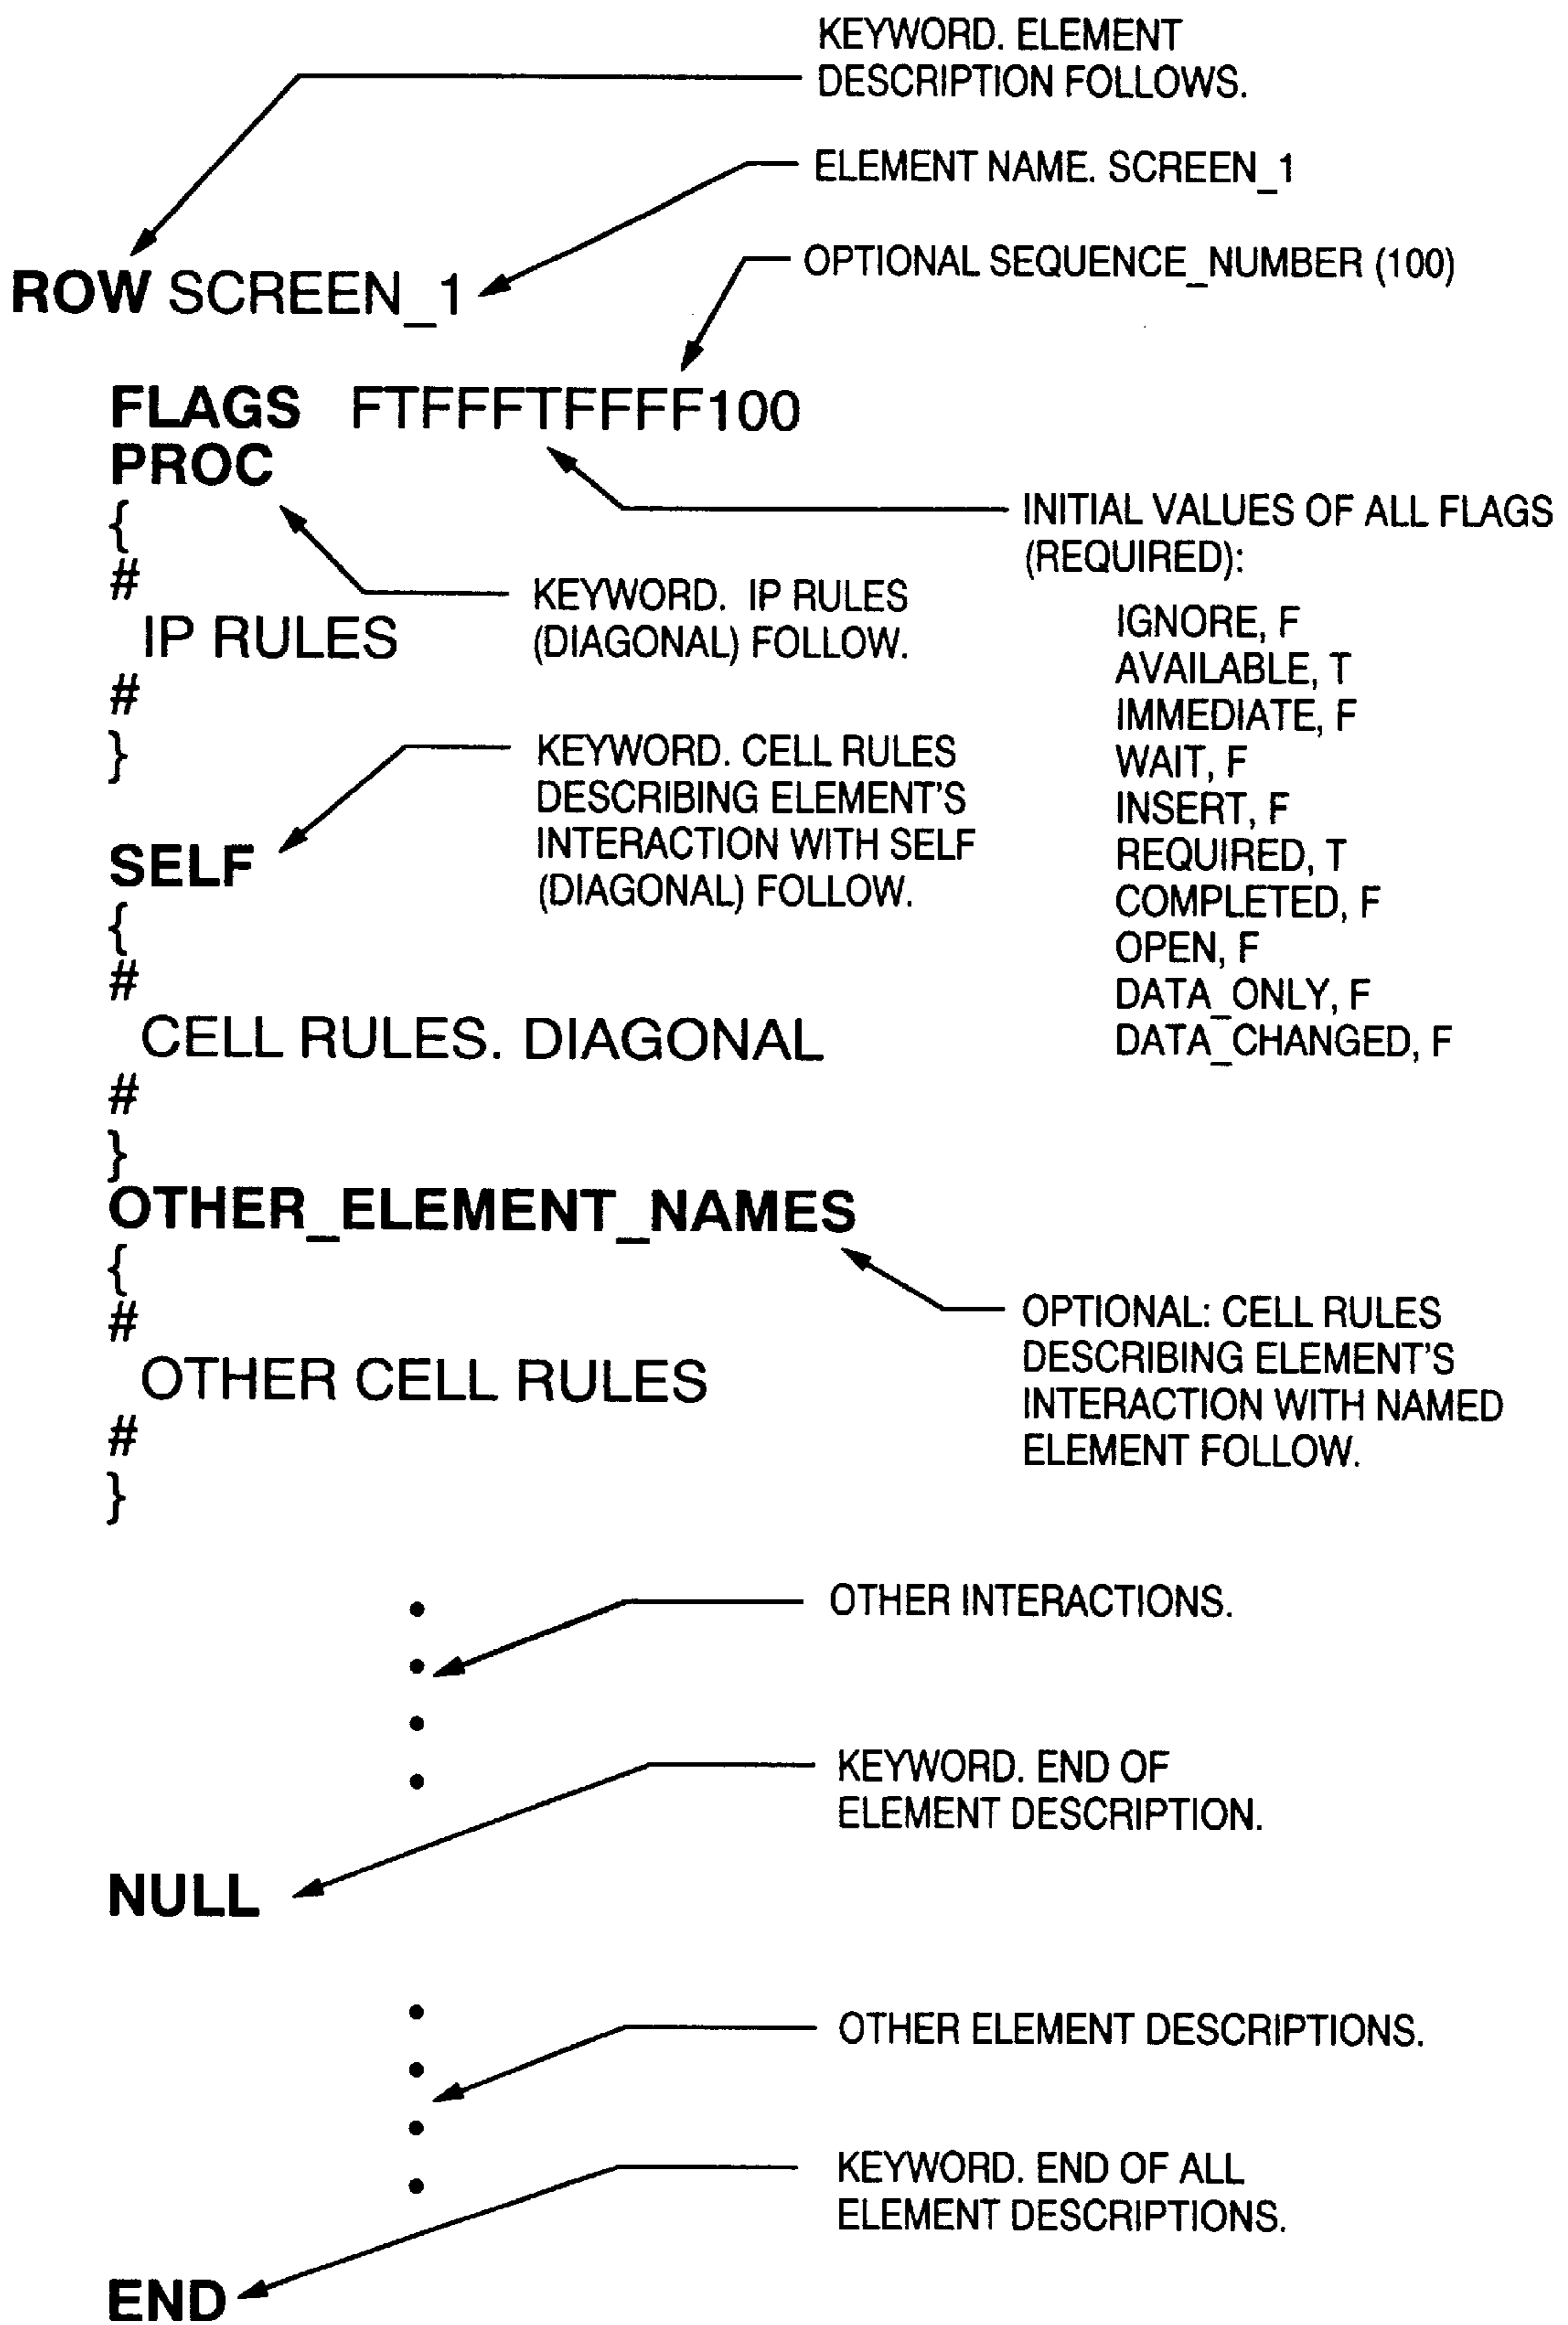 KEYWORD. ELEMENT
DESCRIPTION FOLLOWS.
ELEMENT NAME. SCREEN_1
OPTIONAL SEQUENCE_NUMBER (100)
ROW SCREEN_1
FLAGS FTFFFTFFFF100
PROC
{
#
IP RULES
#
}
INITIAL VALUES OF ALL FLAGS
(REQUIRED):
IGNORE, F
AVAILABLE, T
IMMEDIATE, F
WAIT, F
INSERT, F
REQUIRED, T
COMPLETED, F
OPEN, F
DATA_ONLY, F
DATA_CHANGED, F
KEYWORD. IP RULES
(DIAGONAL) FOLLOW.
KEYWORD. CELL RULES
DESCRIBING ELEMENT'S
INTERACTION WITH SELF
(DIAGONAL) FOLLOW.
SELF
{
#
CELL RULES. DIAGONAL
#
}
OTHER_ELEMENT_NAMES
{
#
OTHER CELL RULES
#
}
OPTIONAL: CELL RULES
DESCRIBING ELEMENT'S
INTERACTION WITH NAMED
ELEMENT FOLLOW.
OTHER INTERACTIONS.
KEYWORD. END OF
ELEMENT DESCRIPTION.
NULL
OTHER ELEMENT DESCRIPTIONS.
KEYWORD. END OF ALL
ELEMENT DESCRIPTIONS.
END